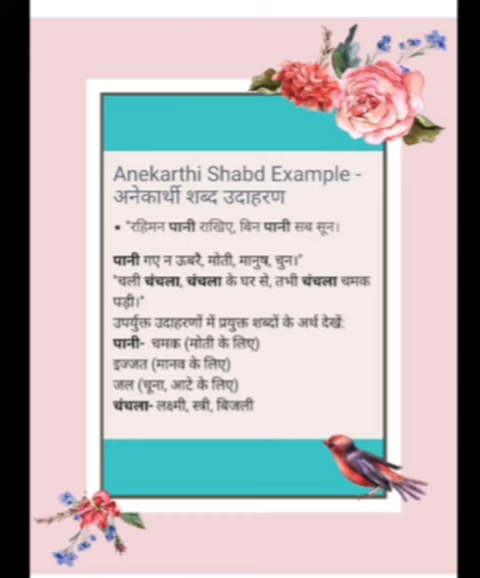 Anekarthi Shabd Example -
अनेकार्थी शब्द उदाहरण
▪ "रहिमन पानी राखिए, बिन पानी सब सून।
पानी गए न ऊबरै, मोती, मानुष, चुन।"
"चली चंचला, चंचला के घर से, तभी चंचला चमक
पड़ी।"
उपर्युक्त उदाहरणों में प्रयुक्त शब्दों के अर्थ देखें:
पानी- चमक (मोती के लिए)
इज्जत (मानव के लिए)
जल (चूना, आटे के लिए)
चंचला- लक्ष्मी, स्त्री, बिजली